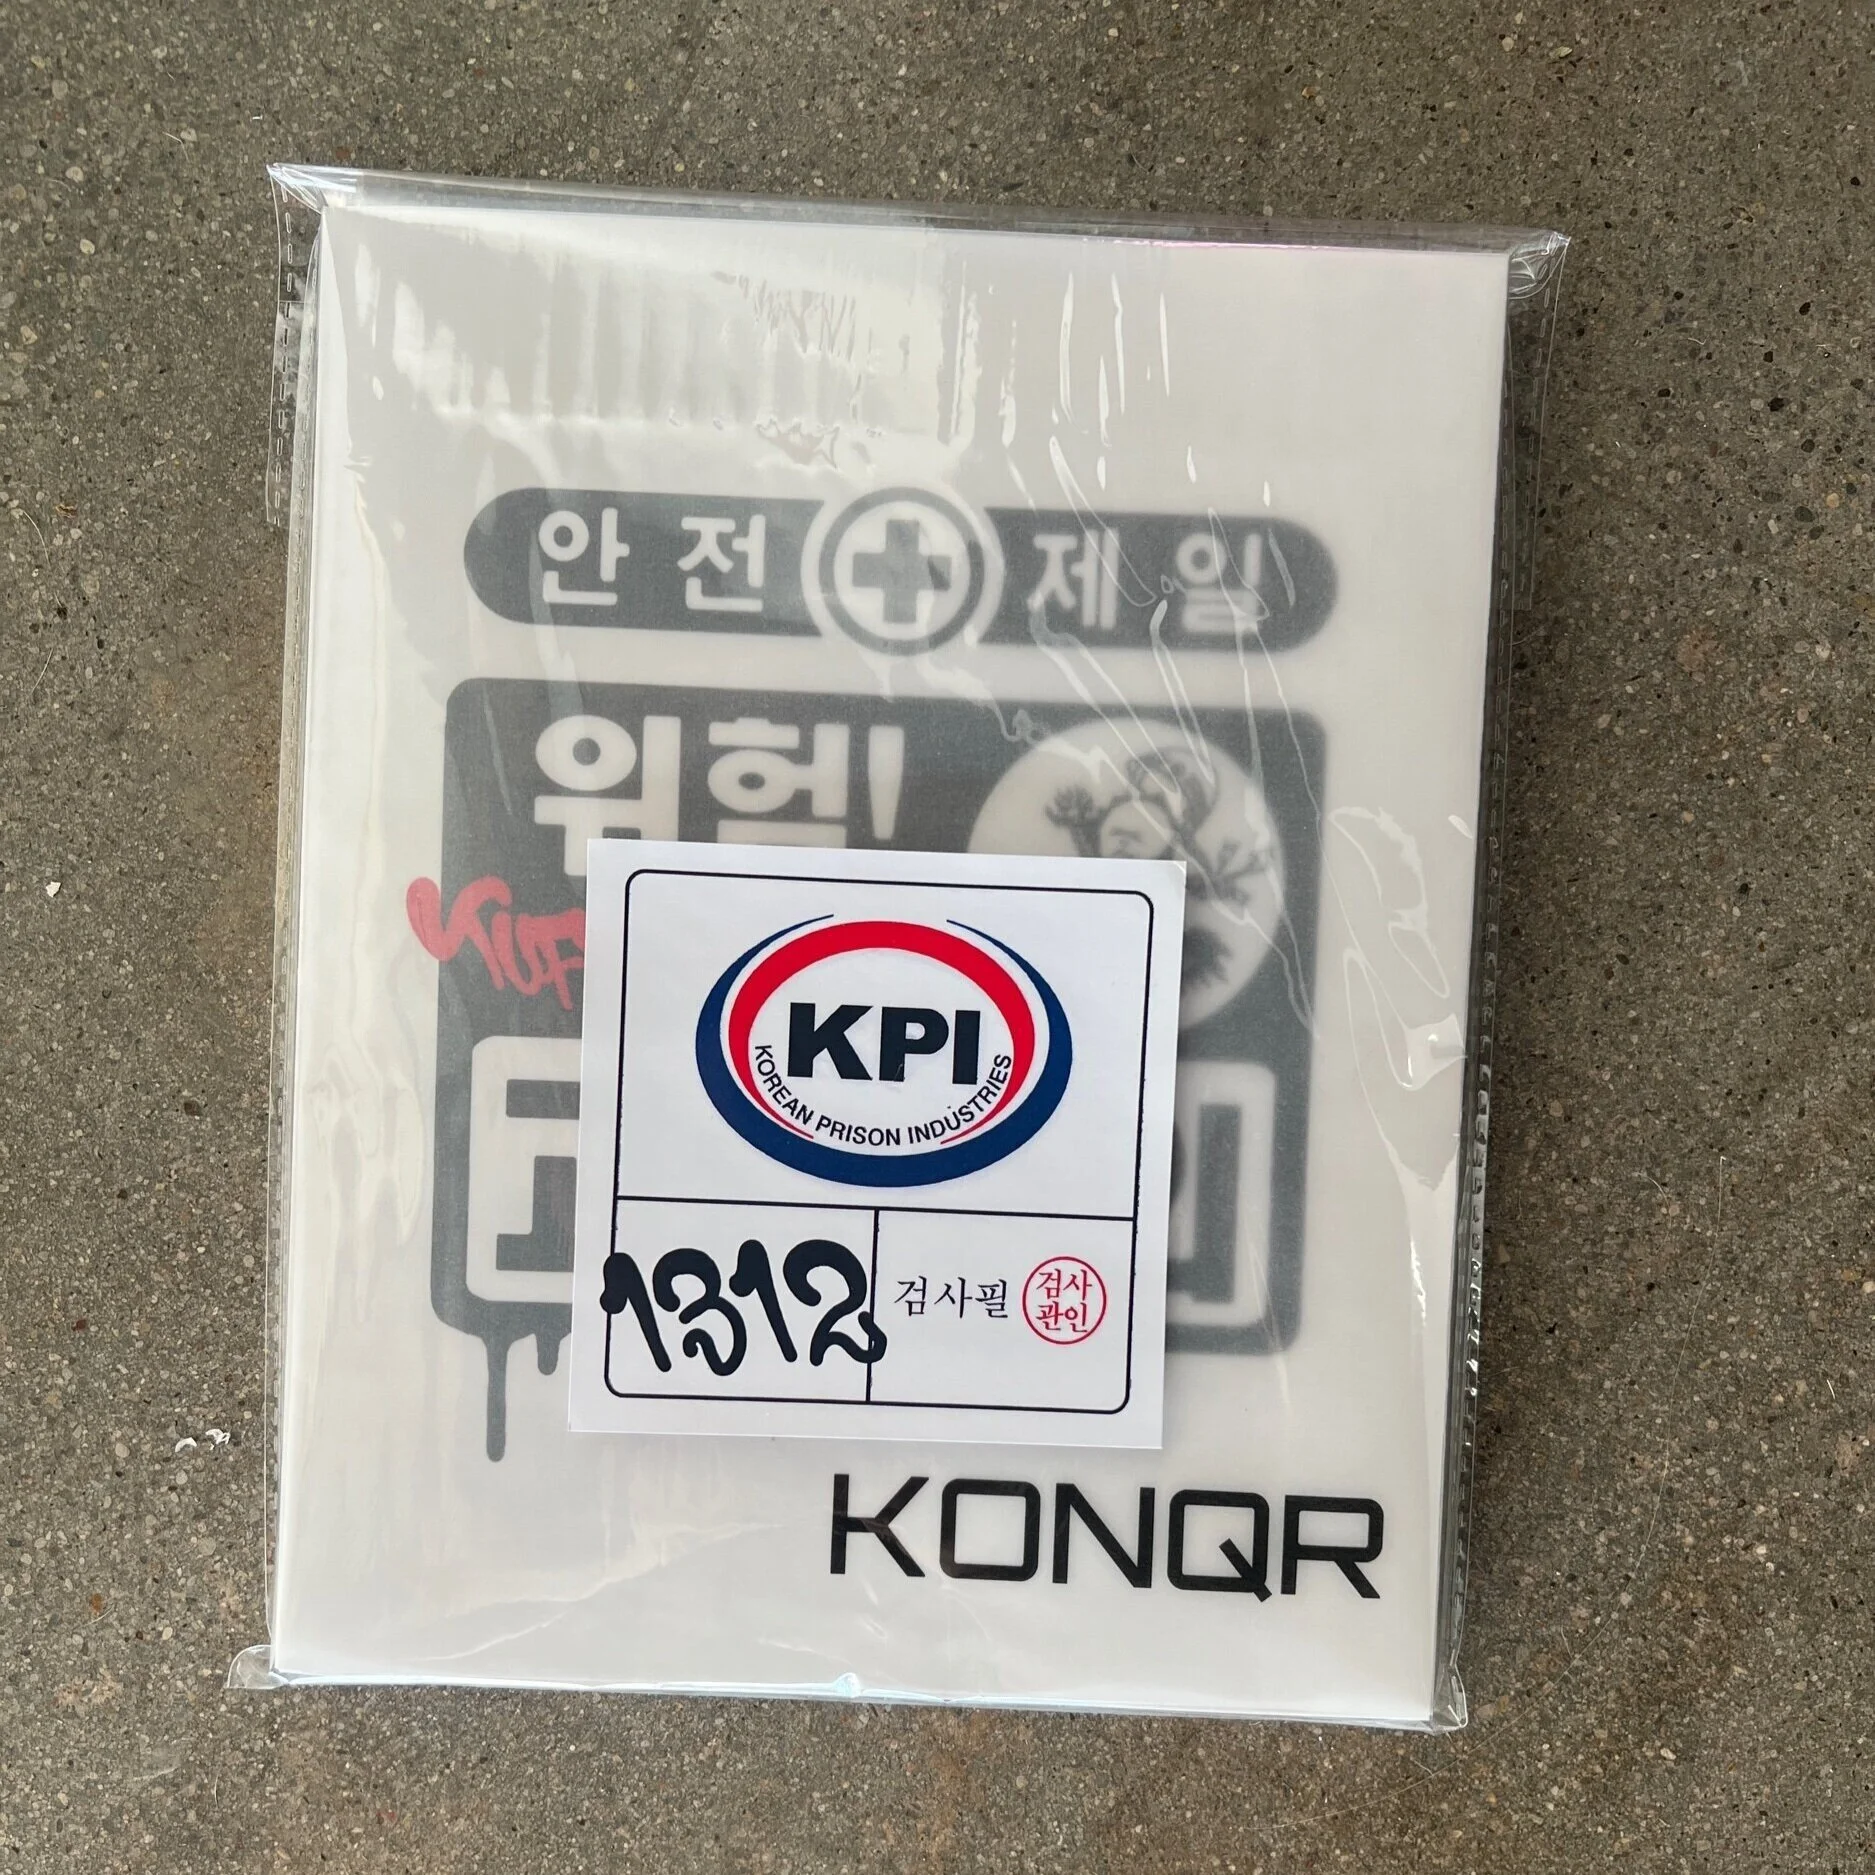 안전 제일
위험!
KPI
KOREAN PRISON INDUSTRIES
1312
검사필
검사
관인
KONQR